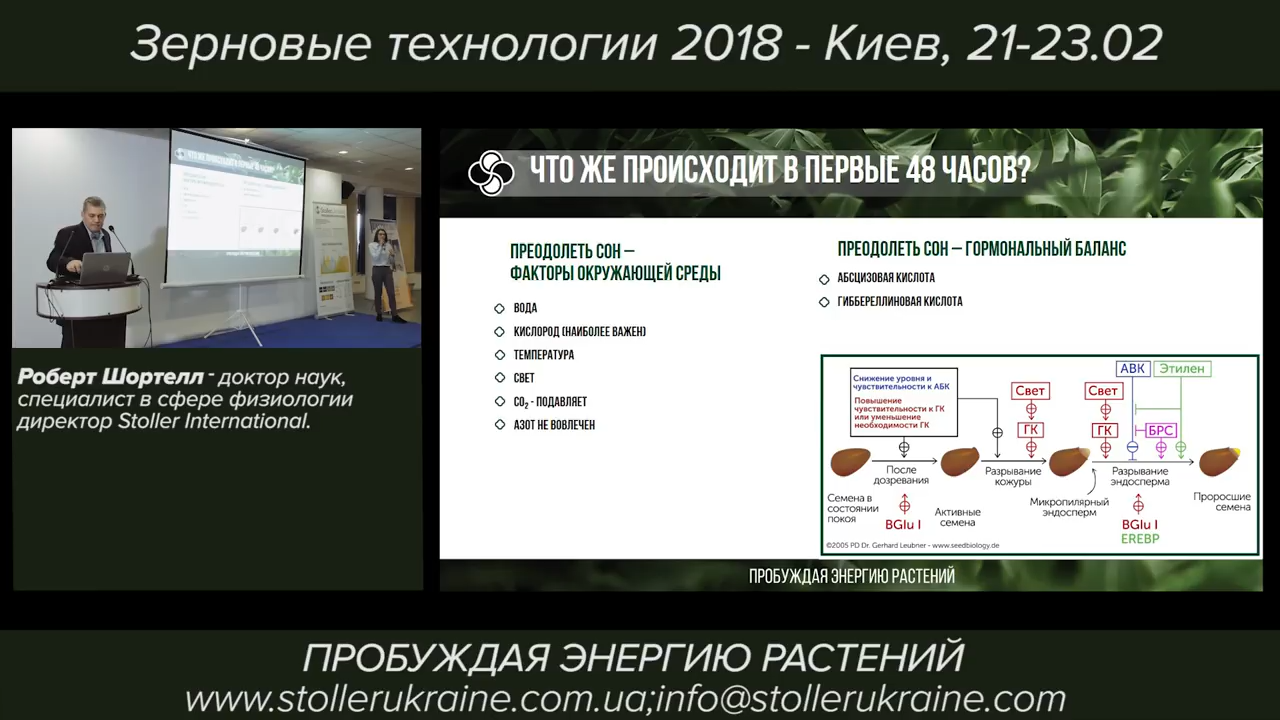 Зерновые технологии 2018 - Киев, 21-23.02
ЧТО ЖЕ ПРОИСХОДИТ В ПЕРВЫЕ 48 ЧАСОВ?
Роберт Шортелл - доктор наук,
специалист в сфере физиологии
директор Stoller International.
ПРЕОДОЛЕТЬ СОН –
ФАКТОРЫ ОКРУЖАЮЩЕЙ СРЕДЫ
ВОДА
КИСЛОРОД (НАИБОЛЕЕ ВАЖЕН)
ТЕМПЕРАТУРА
СВЕТ
CO₂ - ПОДАВЛЯЕТ
АЗОТ НЕ ВОВЛЕЧЕН
ПРЕОДОЛЕТЬ СОН – ГОРМОНАЛЬНЫЙ БАЛАНС
АБСЦИЗОВАЯ КИСЛОТА
ГИББЕРЕЛЛИНОВАЯ КИСЛОТА
Снижение уровня и
чувствительности к АБК
Повышение
чувствительности к ГК
или уменьшение
необходимости ГК
Свет
ГК
Свет
ГК
АВК
Этилен
БРС
После
дозревания
Разрывание
кожуры
Разрывание
эндосперма
Семена в
состоянии
покоя
BGlu I
Активные
семена
Микропилярный
эндосперм
BGlu I
EREBP
Проросшие
семена
©2005 PD Dr. Gerhard Leubner - www.seedbiology.de
ПРОБУЖДАЯ ЭНЕРГИЮ РАСТЕНИЙ
ПРОБУЖДАЯ ЭНЕРГИЮ РАСТЕНИЙ
www.stollerukraine.com.ua;info@stollerukraine.com